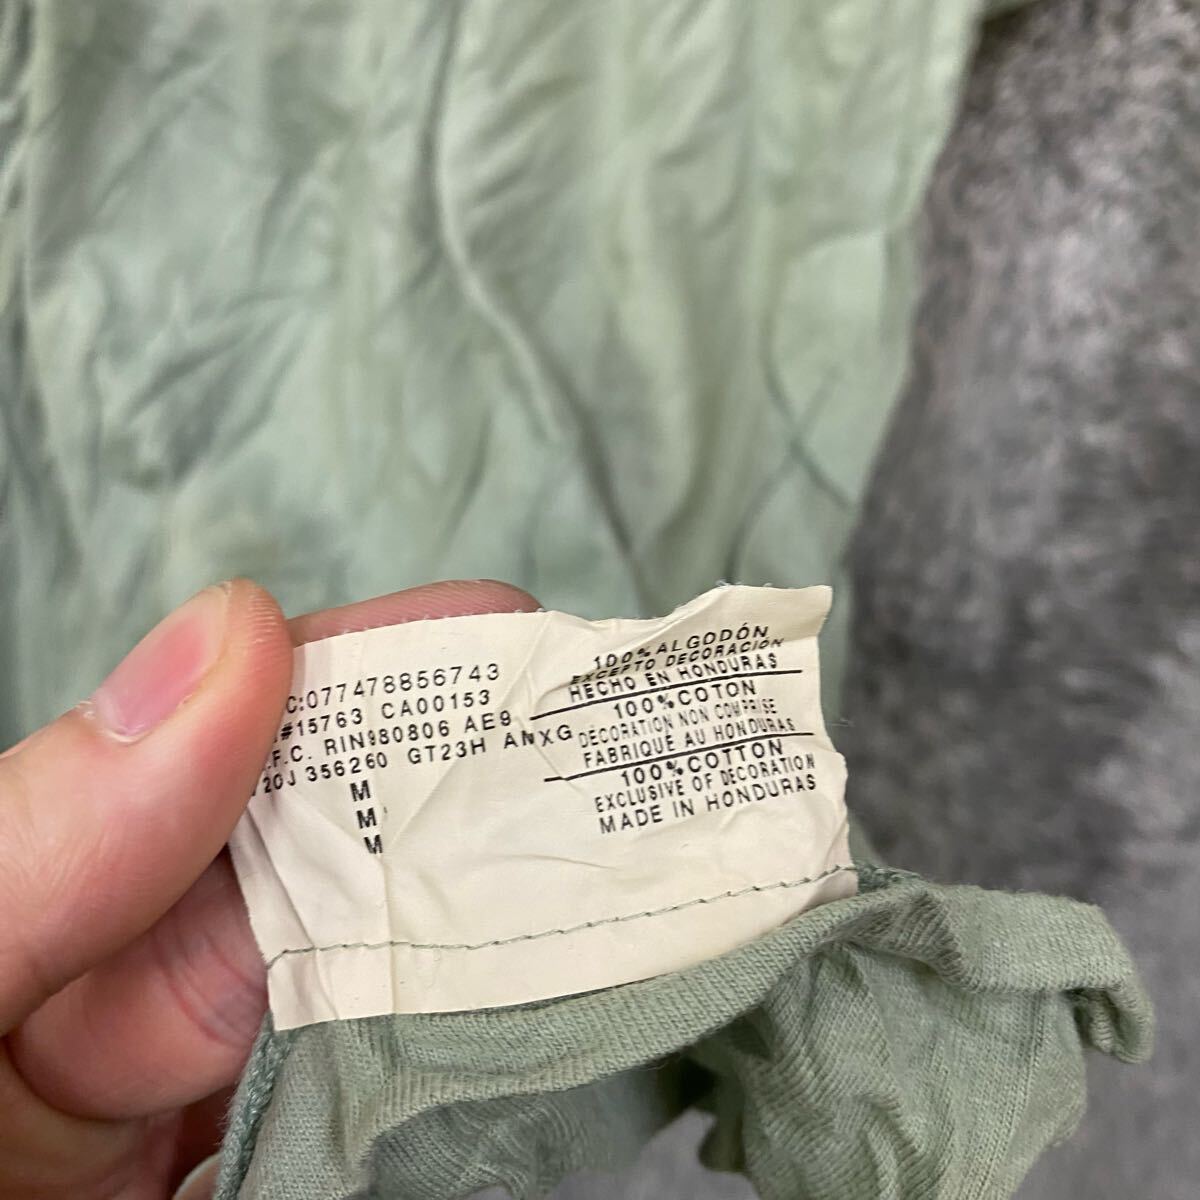 C:077478856743
#15763 CA00153
.F.C. RIN980806 AE9
20J 356260 GT23H ANXG
M
M
M
100% ALGODÓN
EXCEPTO DECORACIÓN
HECHO EN HONDURAS
100% COTON
DÉCORATION NON COMPRISE
FABRIQUÉ AU HONDURAS
100% COTTON
EXCLUSIVE OF DECORATION
MADE IN HONDURAS